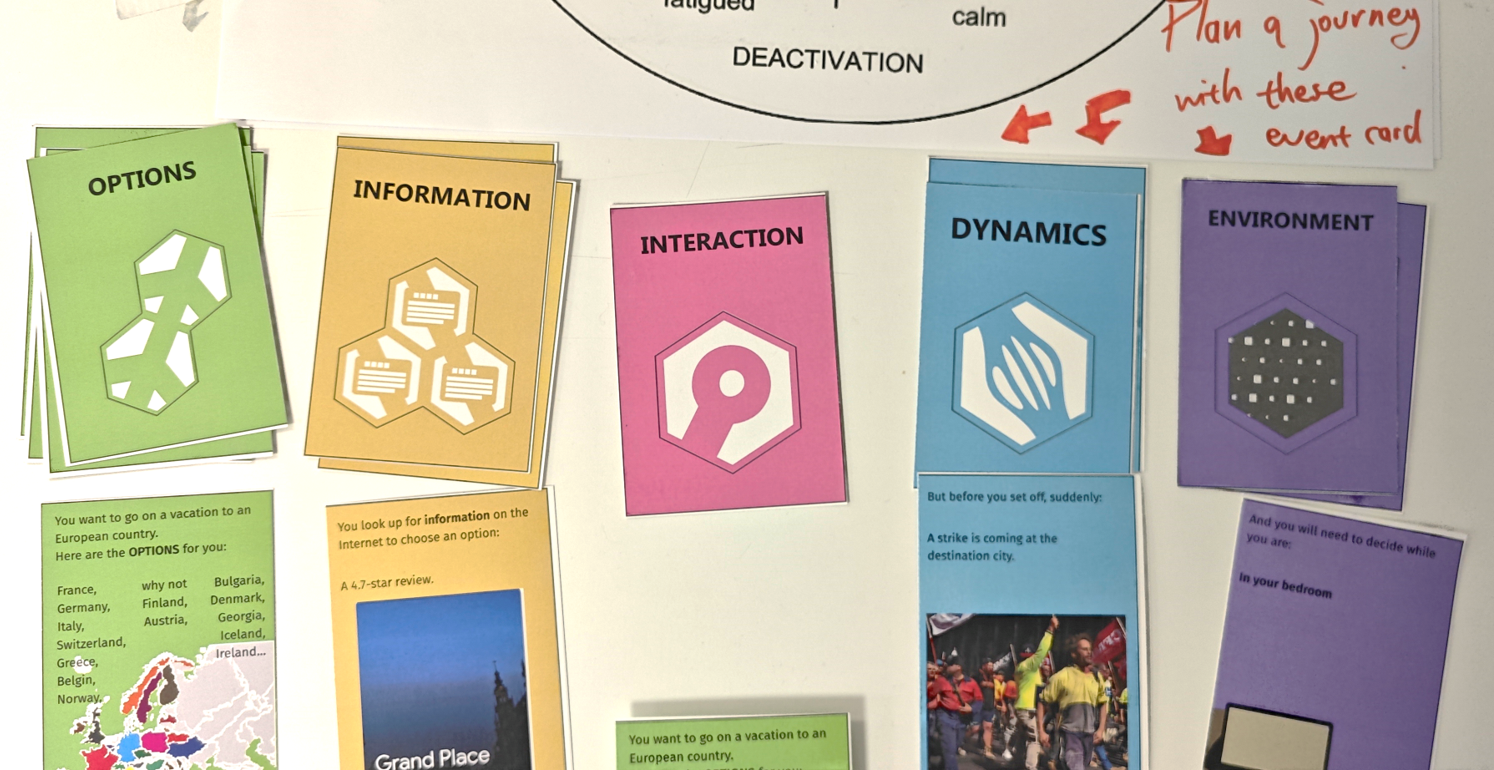 fatigued
calm
DEACTIVATION
Plan a journey
with these
event card
OPTIONS
INFORMATION
INTERACTION
DYNAMICS
ENVIRONMENT
You want to go on a vacation to an
European country.
Here are the OPTIONS for you:
France,
Germany,
Italy,
Switzerland,
Greece,
Belgin,
Norway,
why not
Finland,
Austria,
Bulgaria,
Denmark,
Georgia,
Iceland,
Ireland...
You look up for information on the
Internet to choose an option:
A 4.7-star review.
Grand Place
You want to go on a vacation to an
European country.
But before you set off, suddenly:
A strike is coming at the
destination city.
And you will need to decide while
you are:
In your bedroom